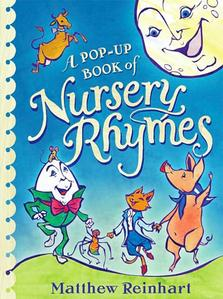 A POP-UP
BOOK of
Nursery
Rhymes
Matthew Reinhart